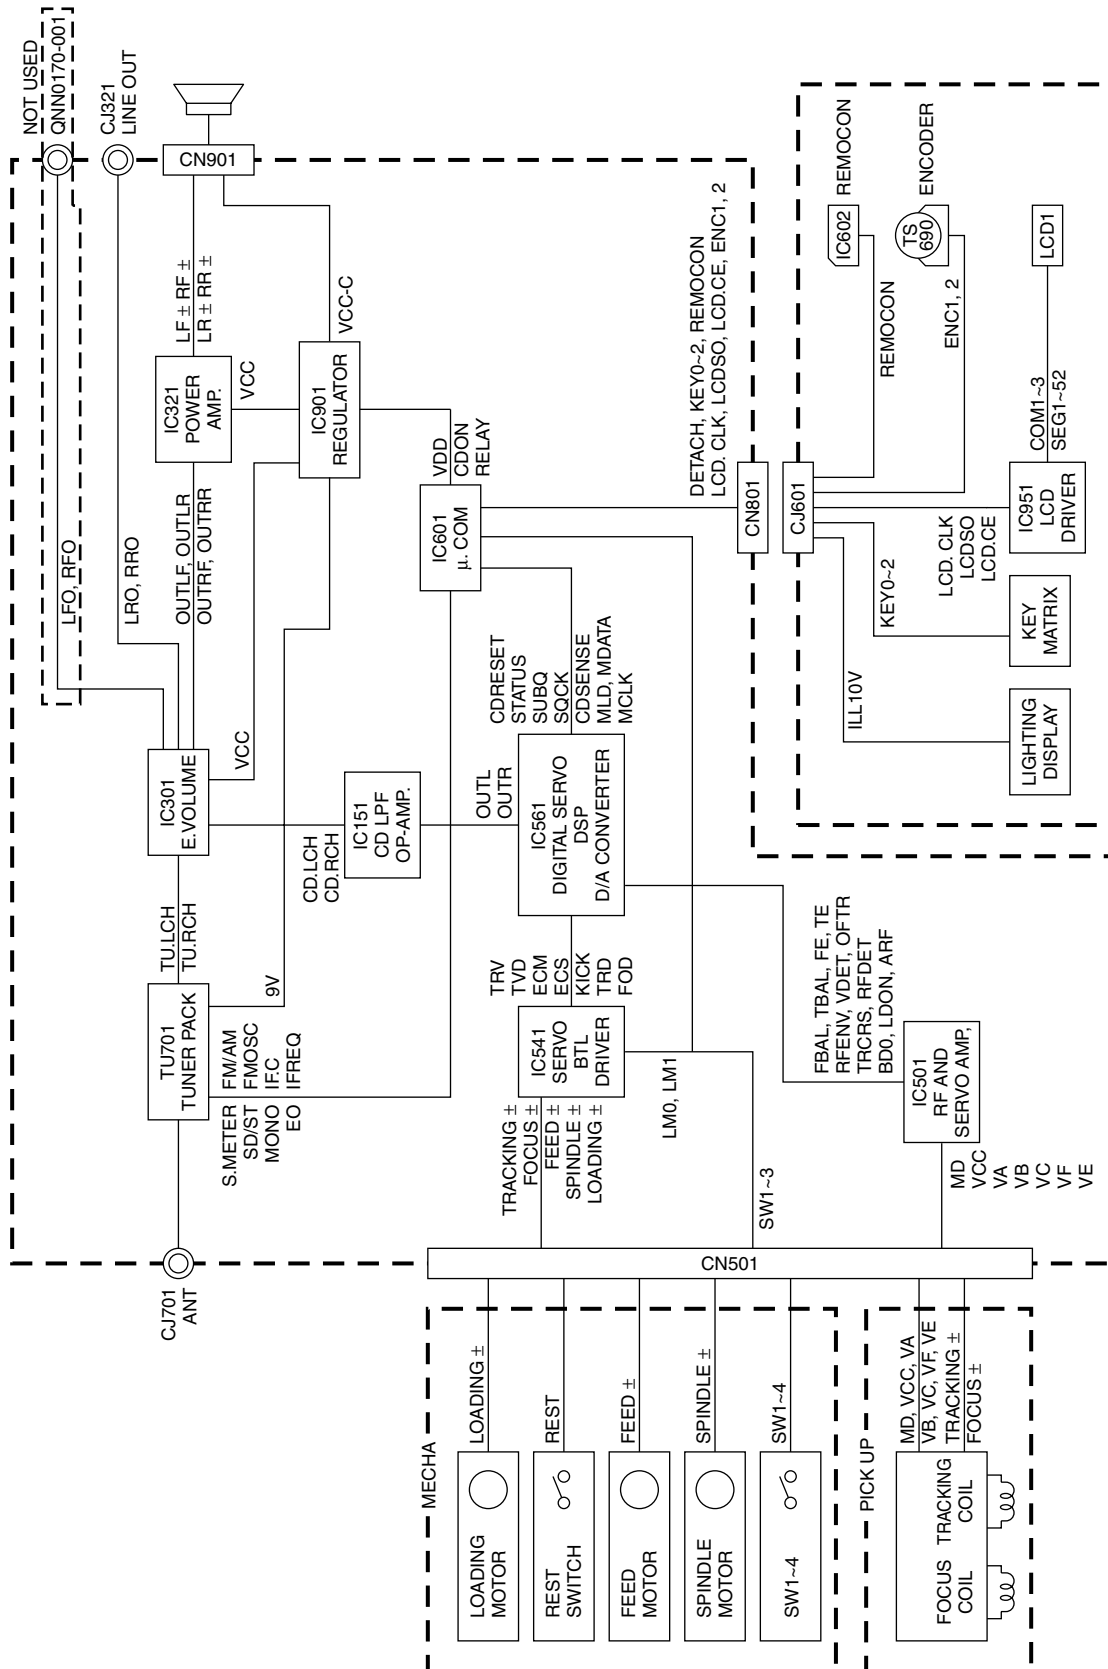 NOT USED
QNN0170-001
CJ321
LINE OUT
CN901
LFO, RFO
LRO, RRO
LF ± RF ±
LR ± RR ±
IC321
POWER
AMP.
VCC
VCC-C
IC901
REGULATOR
OUTLF, OUTLR
OUTRF, OUTRR
VDD
CDON
RELAY
IC601
μ. COM
DETACH, KEY0~2, REMOCON
LCD. CLK, LCDSO, LCD.CE, ENC1, 2
CN801
IC301
E.VOLUME
VCC
CD.LCH
CD.RCH
IC151
CD LPF
OP-AMP.
OUTL
OUTR
CDRESET
STATUS
SUBQ
SQCK
CDSENSE
MLD, MDATA
MCLK
IC561
DIGITAL SERVO
DSP
D/A CONVERTER
TU.LCH
TU.RCH
TU701
TUNER PACK
9V
S.METER FM/AM
SD/ST FMOSC
MONO IF.C
EO IFREQ
CJ701
ANT
TRV
TVD
ECM
ECS
KICK
TRD
FOD
IC541
SERVO
BTL
DRIVER
TRACKING ±
FOCUS ±
FEED ±
SPINDLE ±
LOADING ±
LM0, LM1
SW1~3
FBAL, TBAL, FE, TE
RFENV, VDET, OFTR
TRCRS, RFDET
BD0, LDON, ARF
IC501
RF AND
SERVO AMP,
MD
VCC
VA
VB
VC
VF
VE
CN501
CJ601
IC602
REMOCON
TS
690
ENCODER
REMOCON
ENC1, 2
LCD1
COM1~3
SEG1~52
IC951
LCD
DRIVER
LCD. CLK
LCDSO
LCD.CE
KEY0~2
KEY
MATRIX
ILL10V
LIGHTING
DISPLAY
MECHA
LOADING ±
LOADING
MOTOR
REST
REST
SWITCH
FEED ±
FEED
MOTOR
SPINDLE ±
SPINDLE
MOTOR
SW1~4
SW1~4
PICK UP
MD, VCC, VA
VB, VC, VF, VE
TRACKING ±
FOCUS ±
FOCUS TRACKING
COIL COIL